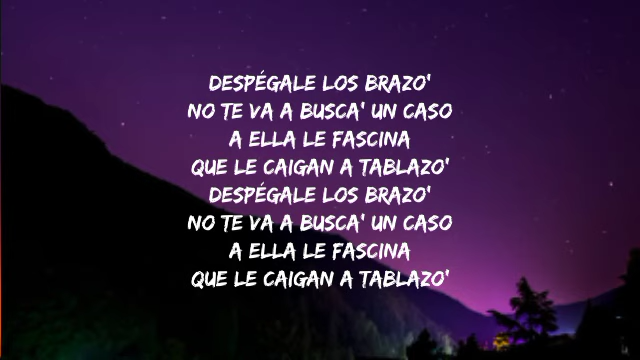 DESPÉGALE LOS BRAZO'
NO TE VA A BUSCA' UN CASO
A ELLA LE FASCINA
QUE LE CAIGAN A TABLAZO'
DESPÉGALE LOS BRAZO'
NO TE VA A BUSCA' UN CASO
A ELLA LE FASCINA
QUE LE CAIGAN A TABLAZO'